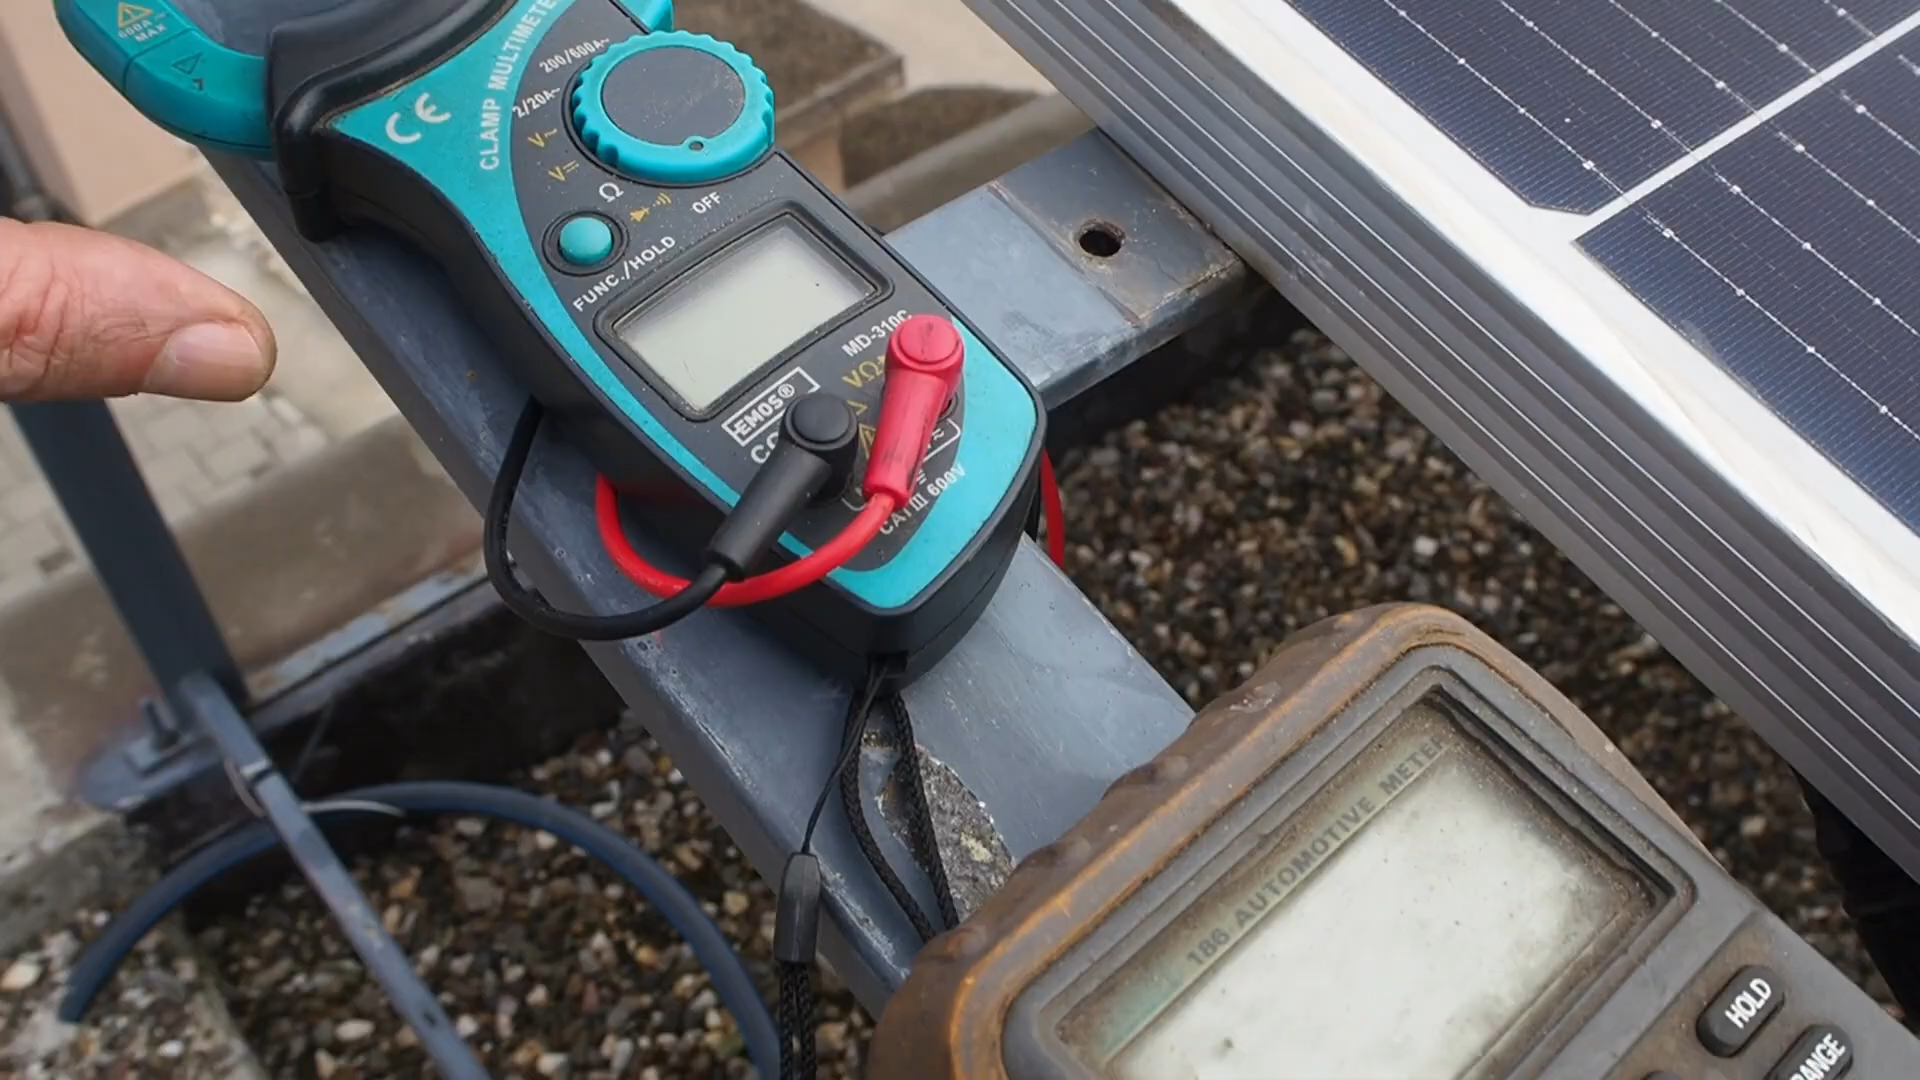 600A~
MAX
CE
CLAMP MULTIMETER
200/600A~
2/20A~
V~
V=
Ω
OFF
FUNC./HOLD
MD-310C
VΩ
EMOS®
CAT III 600V
186 AUTOMOTIVE METER
HOLD
RANGE